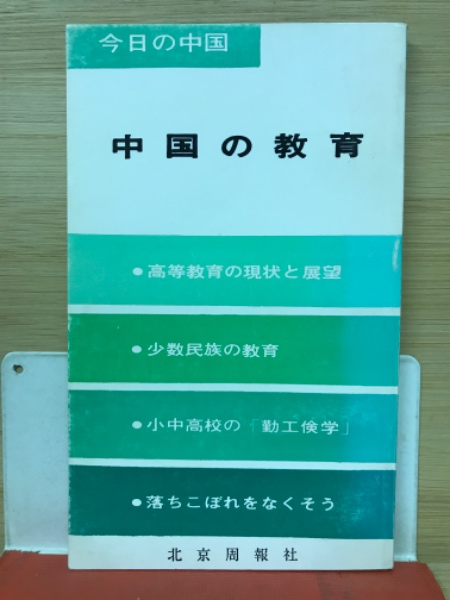 今日の中国
中国の教育
●高等教育の現状と展望
●少数民族の教育
●小中高校の「勤工倹学」
●落ちこぼれをなくそう
北京周報社